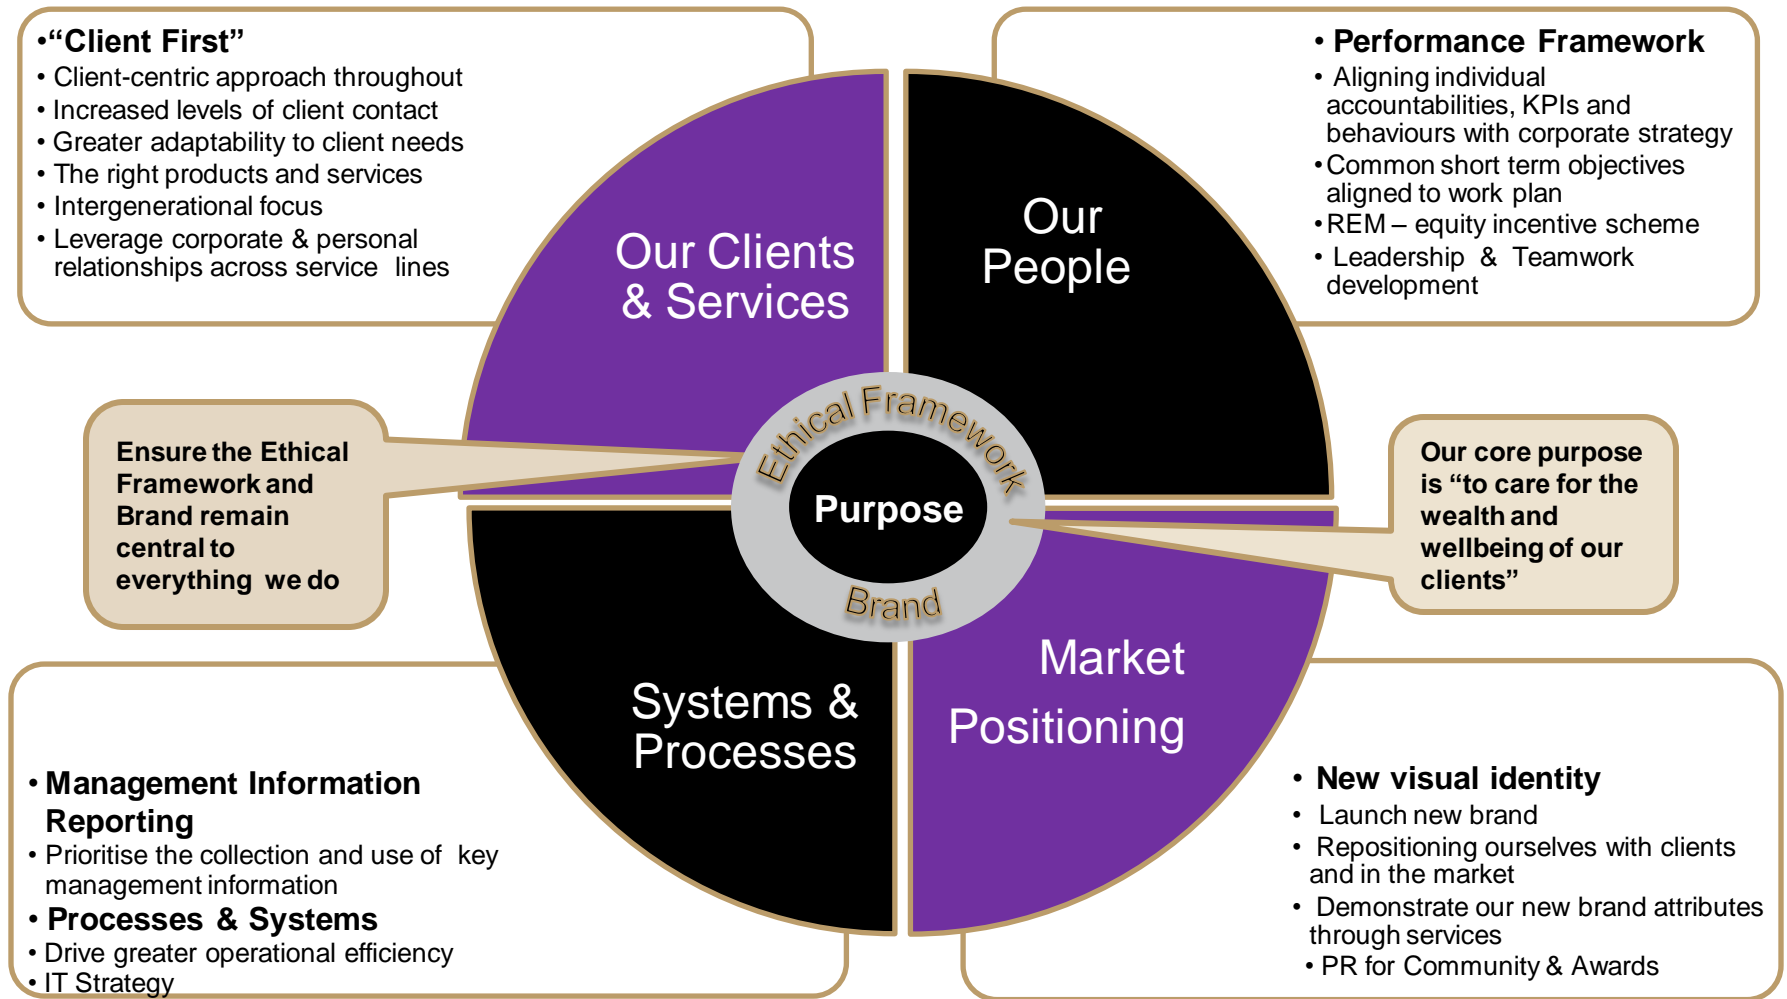 •“Client First”
• Client-centric approach throughout
• Increased levels of client contact
• Greater adaptability to client needs
• The right products and services
• Intergenerational focus
• Leverage corporate & personal
relationships across service lines
• Performance Framework
• Aligning individual
accountabilities, KPIs and
behaviours with corporate strategy
• Common short term objectives
aligned to work plan
• REM – equity incentive scheme
• Leadership & Teamwork
development
Our Clients
& Services
Our
People
Ensure the Ethical
Framework and
Brand remain
central to
everything we do
Ethical Framework
Purpose
Brand
Our core purpose
is “to care for the
wealth and
wellbeing of our
clients”
Systems &
Processes
Market
Positioning
• Management Information
Reporting
• Prioritise the collection and use of key
management information
• Processes & Systems
• Drive greater operational efficiency
• IT Strategy
• New visual identity
• Launch new brand
• Repositioning ourselves with clients
and in the market
• Demonstrate our new brand attributes
through services
• PR for Community & Awards